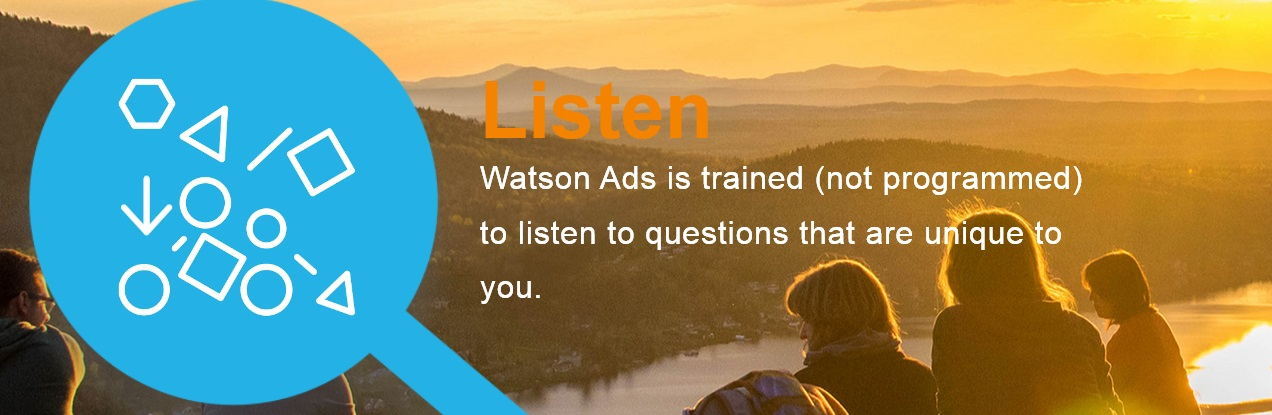 Listen
Watson Ads is trained (not programmed)
to listen to questions that are unique to
you.